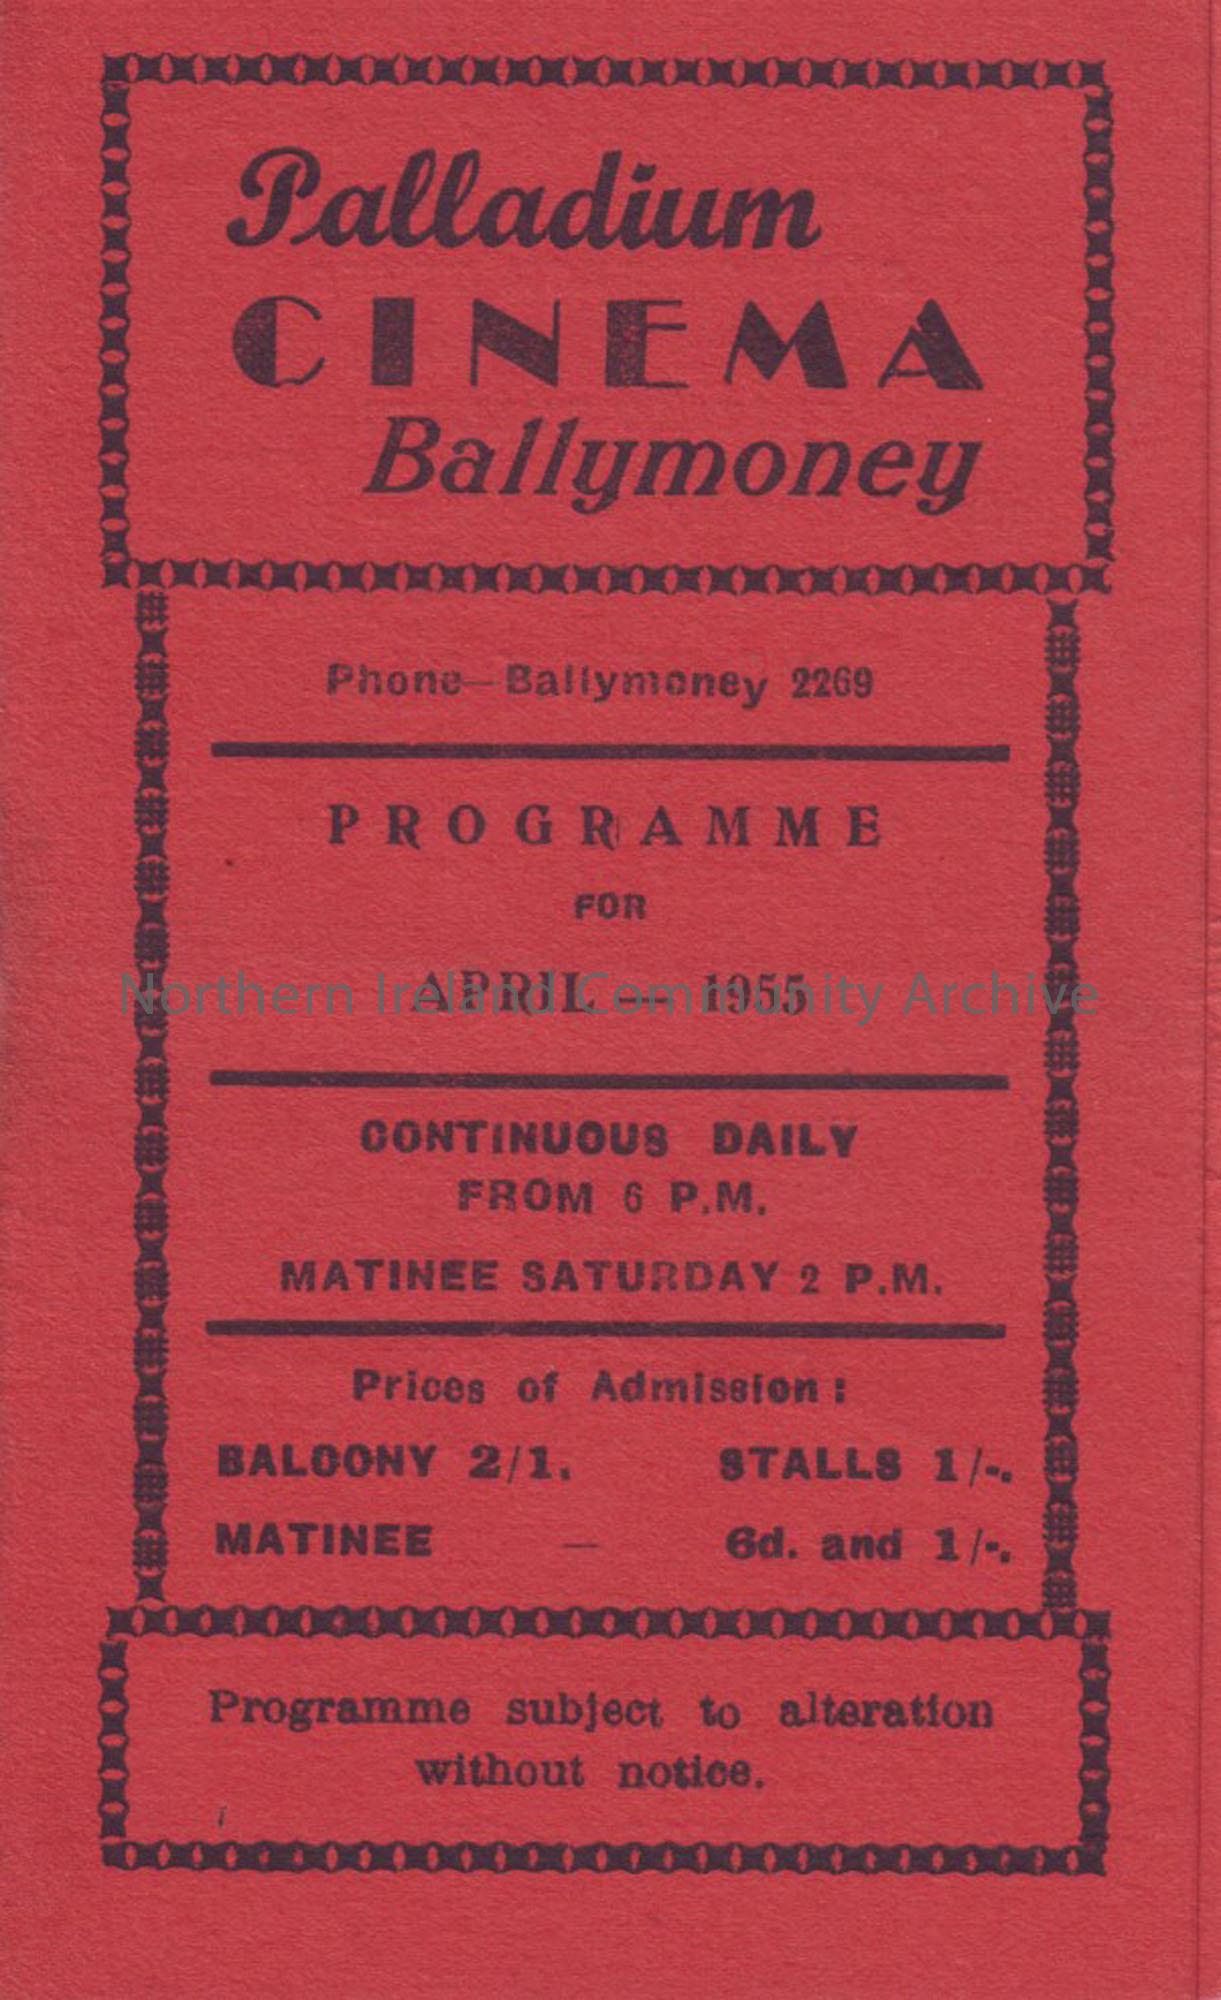 Palladium
CINEMA
Ballymoney
Phone—Ballymoney 2269
PROGRAMME
FOR
APRIL — 1955
Northern Ireland Community Archive
CONTINUOUS DAILY
FROM 6 P.M.
MATINEE SATURDAY 2 P.M.
Prices of Admission :
BALCONY 2/1. STALLS 1/-.
MATINEE — 6d. and 1/-.
Programme subject to alteration
without notice.